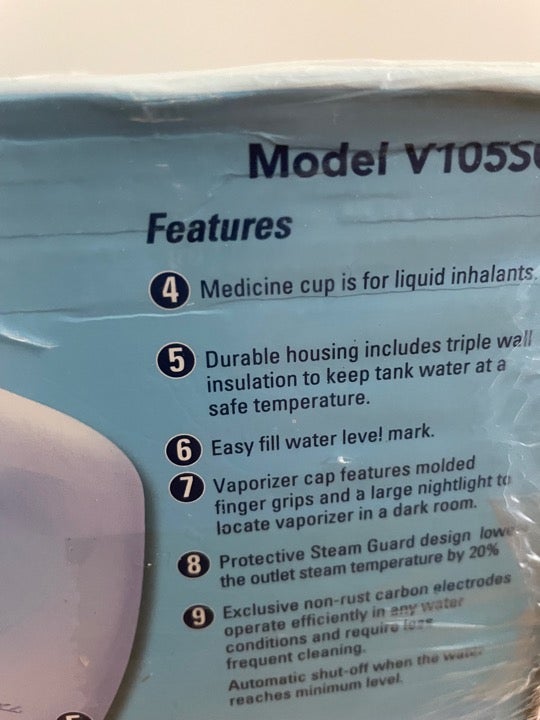 Model V105S
Features
4 Medicine cup is for liquid inhalants.
5 Durable housing includes triple wall
insulation to keep tank water at a
safe temperature.
6 Easy fill water level mark.
7 Vaporizer cap features molded
finger grips and a large nightlight to
locate vaporizer in a dark room.
8 Protective Steam Guard design lowe
the outlet steam temperature by 20%
9 Exclusive non-rust carbon electrodes
operate efficiently in any water
conditions and require less
frequent cleaning.
Automatic shut-off when the water
reaches minimum level.